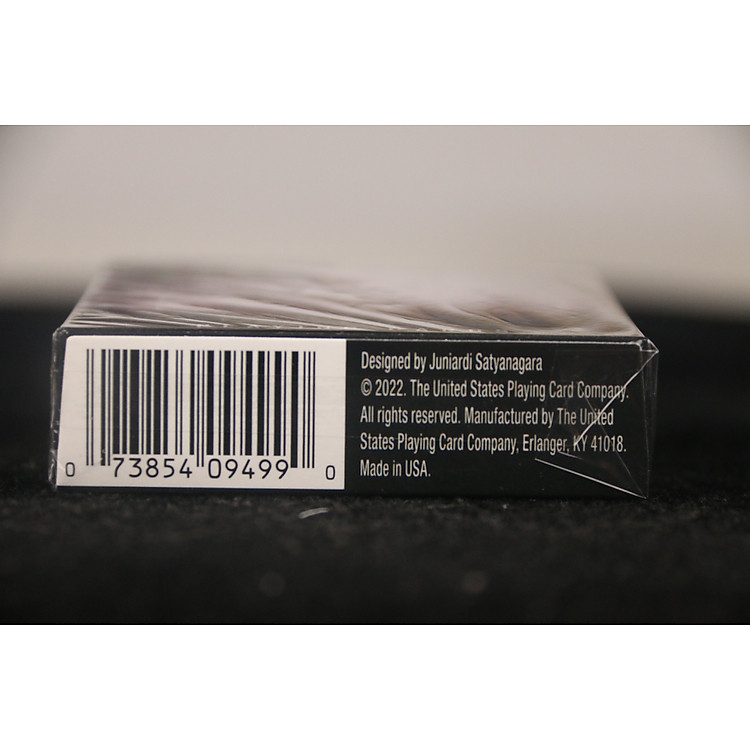 0 73854 09499 0
Designed by Juniardi Satyanagara
© 2022. The United States Playing Card Company.
All rights reserved. Manufactured by The United
States Playing Card Company, Erlanger, KY 41018.
Made in USA.